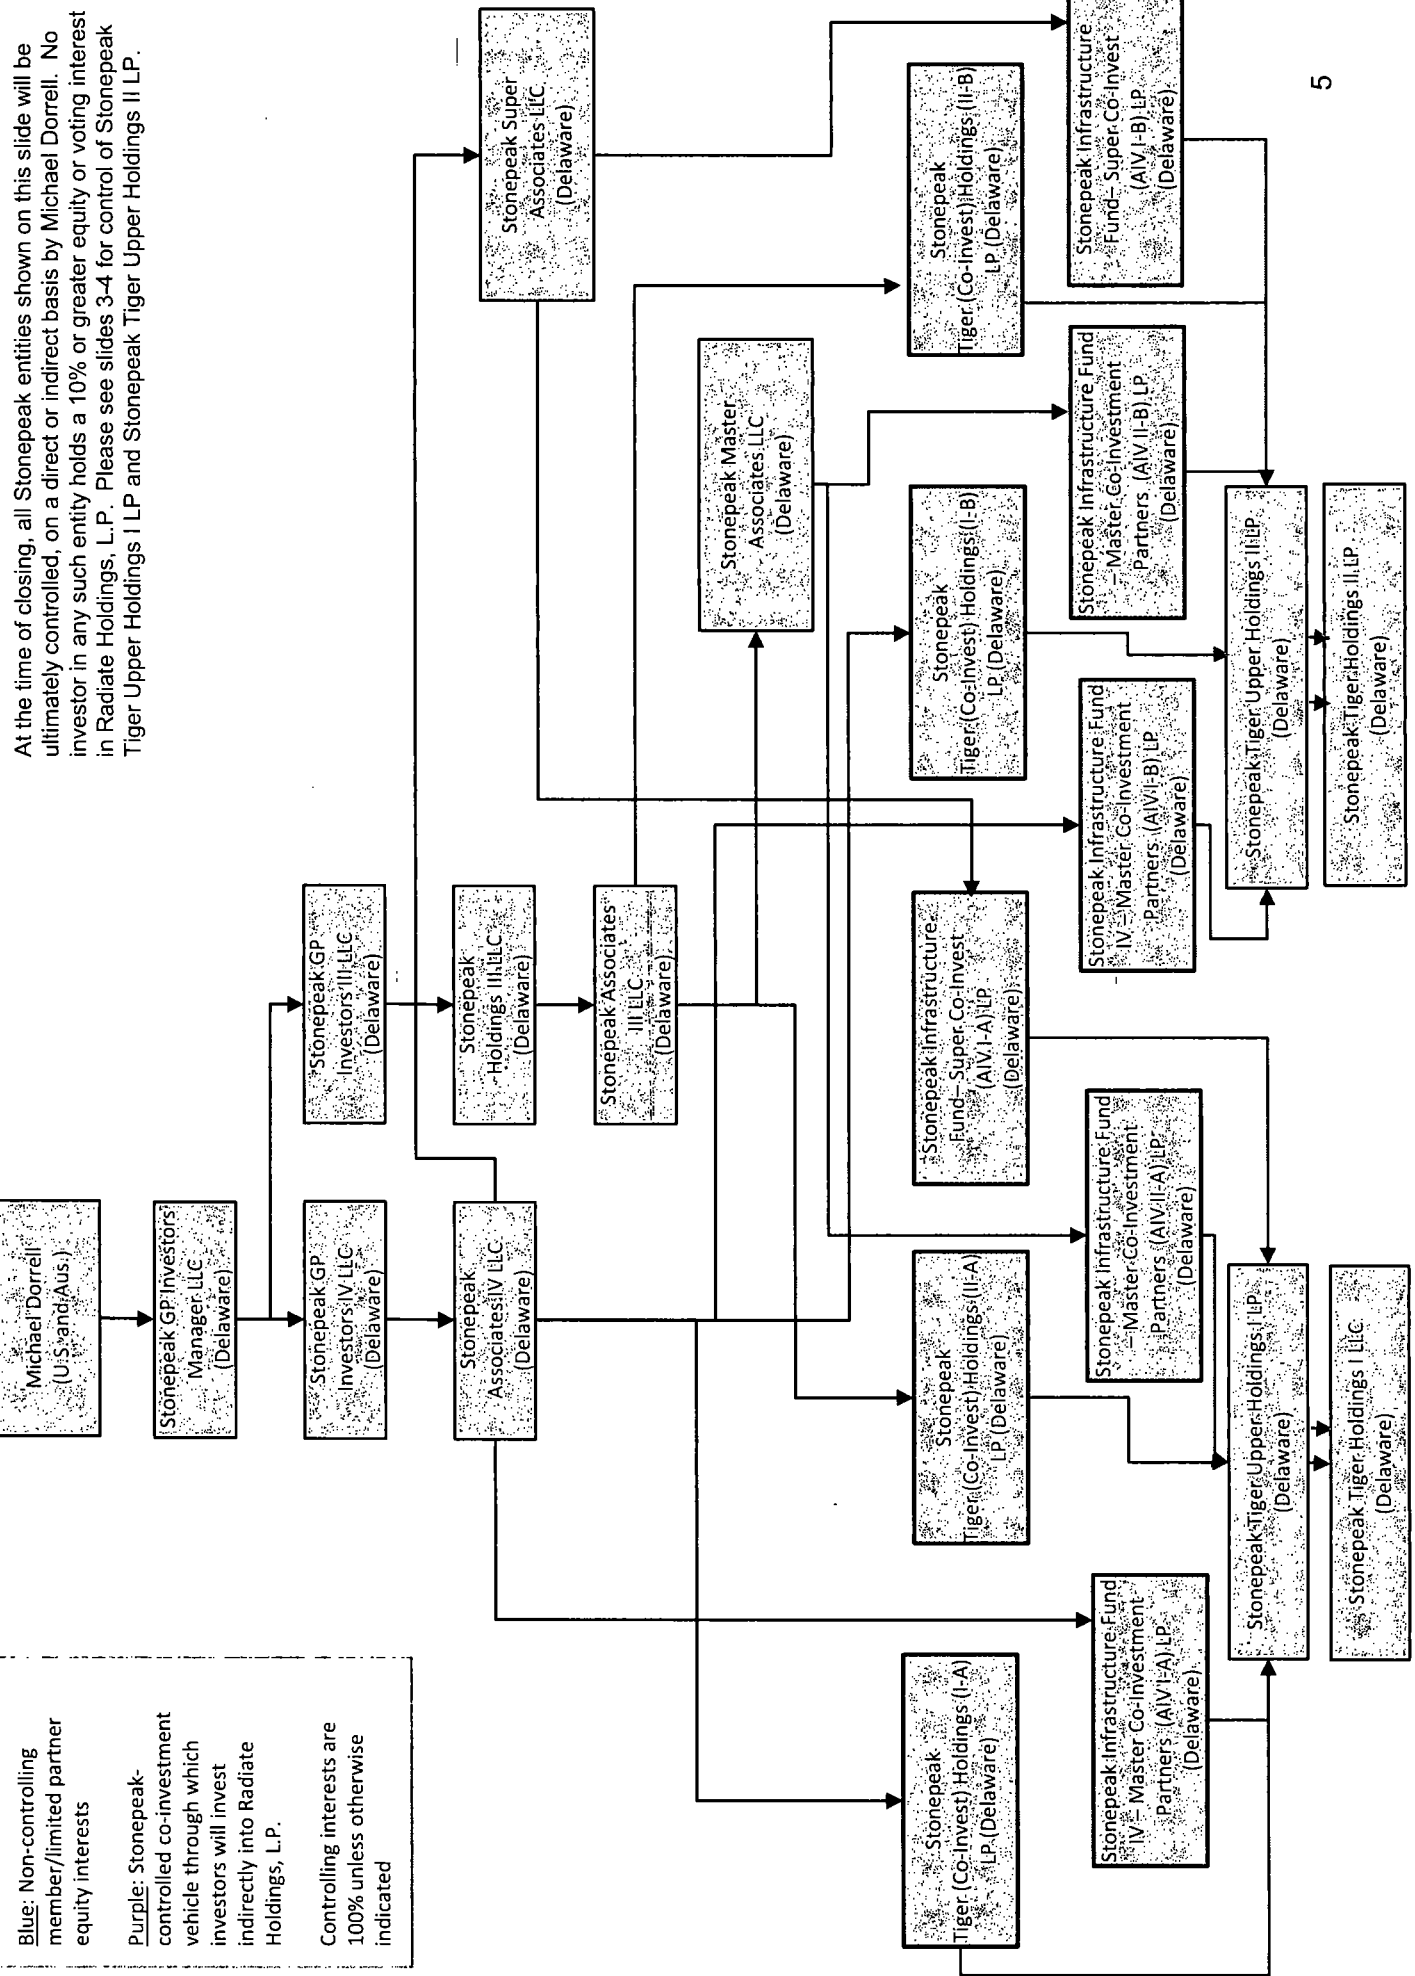 At the time of closing, all Stonepeak entities shown on this slide will be
ultimately controlled, on a direct or indirect basis by Michael Dorrell. No
investor in any such entity holds a 10% or greater equity or voting interest
in Radiate Holdings, L.P. Please see slides 3-4 for control of Stonepeak
Tiger Upper Holdings I LP and Stonepeak Tiger Upper Holdings II LP.
Blue: Non-controlling
member/limited partner
equity interests
Purple: Stonepeak-
controlled co-investment
vehicle through which
investors will invest
indirectly into Radiate
Holdings, L.P.
Controlling interests are
100% unless otherwise
indicated
Michael Dorrell
(U.S. and Aus.)
Stonepeak GP Investors
Manager LLC
(Delaware)
Stonepeak GP
Investors IV LLC
(Delaware)
Stonepeak GP
Investors III LLC
(Delaware)
Stonepeak
Associates IV LLC
(Delaware)
Stonepeak
Holdings III LLC
(Delaware)
Stonepeak Super
Associates LLC
(Delaware)
Stonepeak Associates
III LLC
(Delaware)
Stonepeak Master
Associates LLC
(Delaware)
Stonepeak
Tiger (Co-Invest) Holdings (I-A)
LP (Delaware)
Stonepeak
Tiger (Co-Invest) Holdings (II-A)
LP (Delaware)
Stonepeak Infrastructure
Fund– Super Co-Invest
(AIV I-A) LP
(Delaware)
Stonepeak
Tiger (Co-Invest) Holdings (I-B)
LP (Delaware)
Stonepeak
Tiger (Co-Invest) Holdings (II-B)
LP (Delaware)
Stonepeak Infrastructure Fund
IV – Master Co-Investment
Partners (AIV I-A) LP
(Delaware)
Stonepeak Infrastructure Fund
– Master Co-Investment
Partners (AIV II-A) LP
(Delaware)
Stonepeak Infrastructure Fund
IV – Master Co-Investment
Partners (AIV I-B) LP
(Delaware)
Stonepeak Infrastructure Fund
– Master Co-Investment
Partners (AIV II-B) LP
(Delaware)
Stonepeak Infrastructure
Fund– Super Co-Invest
(AIV I-B) LP
(Delaware)
Stonepeak Tiger Upper Holdings I LP
(Delaware)
Stonepeak Tiger Upper Holdings II LP
(Delaware)
Stonepeak Tiger Holdings I LLC
(Delaware)
Stonepeak Tiger Holdings II LP
(Delaware)
5